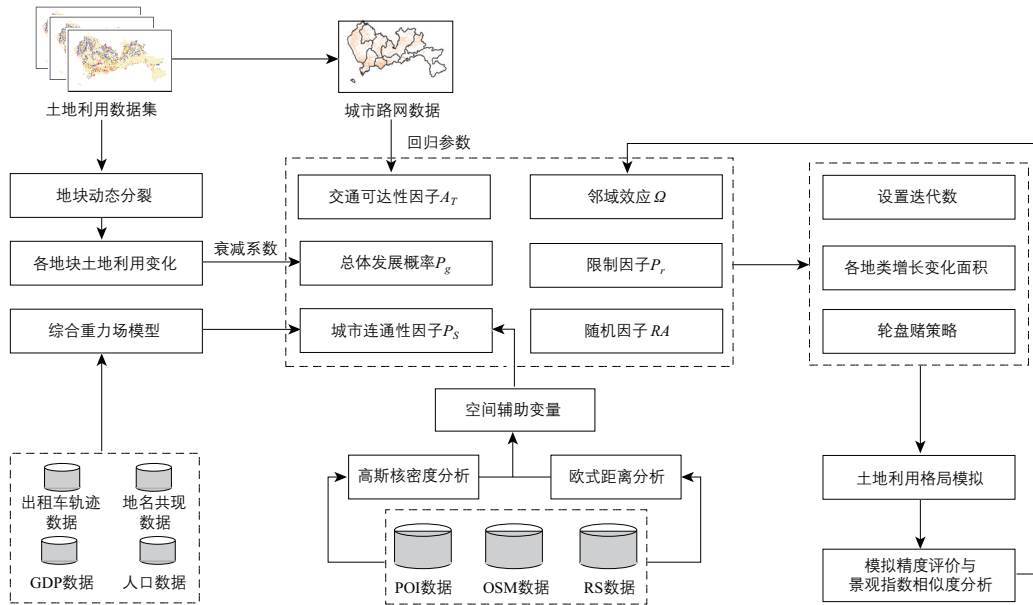 土地利用数据集
城市路网数据
回归参数
地块动态分裂
各地块土地利用变化
衰减系数
综合重力场模型
交通可达性因子A_T
总体发展概率P_g
城市连通性因子P_S
邻域效应Ω
限制因子P_r
随机因子RA
设置迭代数
各地类增长变化面积
轮盘赌策略
空间辅助变量
高斯核密度分析
欧式距离分析
出租车轨迹
数据
地名共现
数据
GDP数据
人口数据
POI数据
OSM数据
RS数据
土地利用格局模拟
模拟精度评价与
景观指数相似度分析